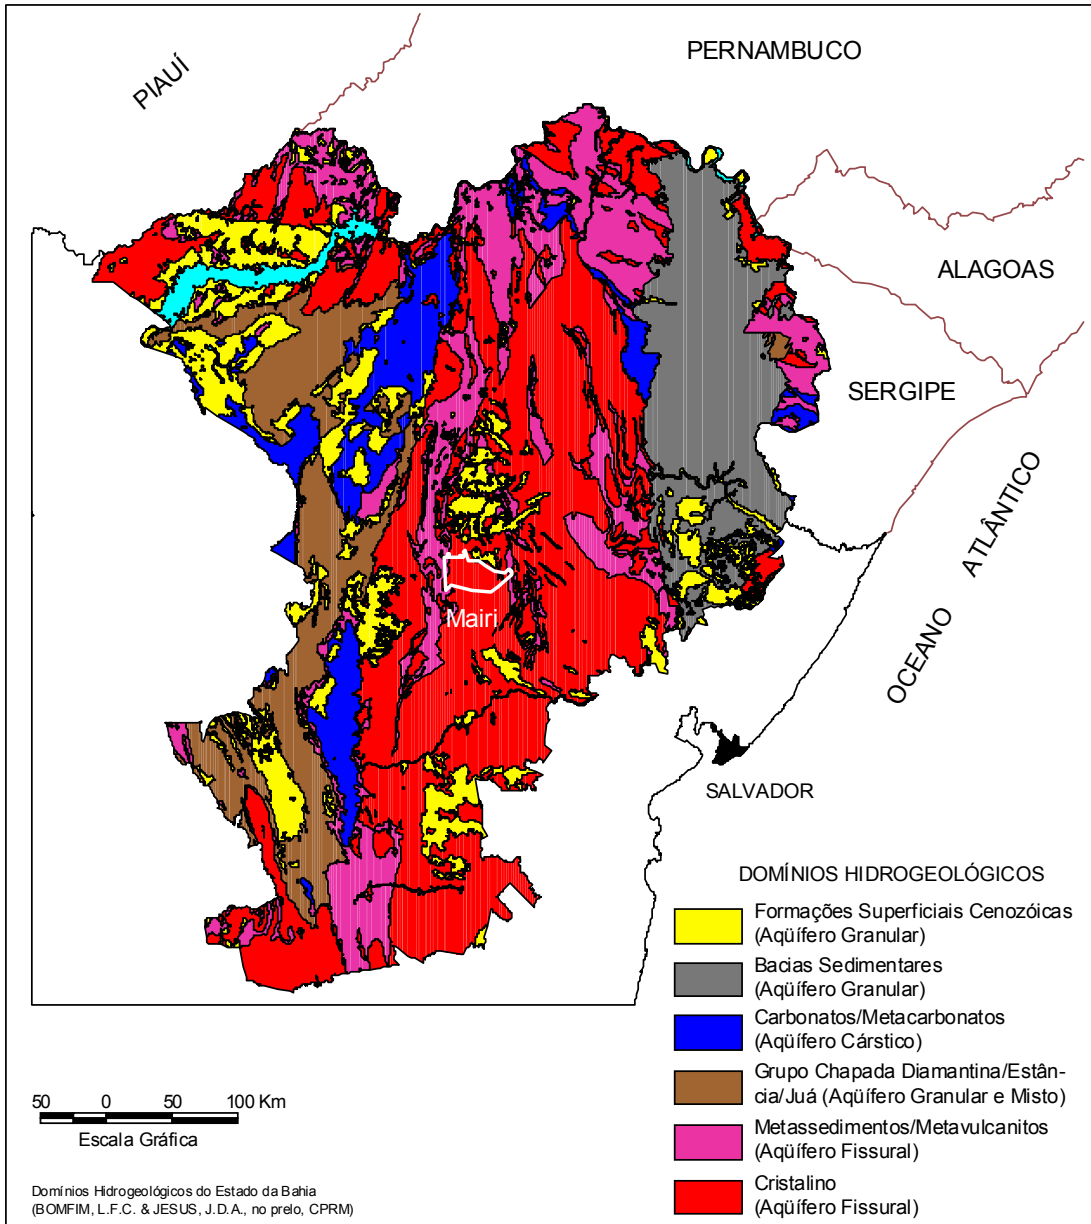 PIAUÍ
PERNAMBUCO
ALAGOAS
SERGIPE
OCEANO ATLÂNTICO
Mairi
SALVADOR
DOMÍNIOS HIDROGEOLÓGICOS
Formações Superficiais Cenozóicas
(Aqüífero Granular)
Bacias Sedimentares
(Aqüífero Granular)
Carbonatos/Metacarbonatos
(Aqüífero Cárstico)
Grupo Chapada Diamantina/Estân-
cia/Juá (Aqüífero Granular e Misto)
Metassedimentos/Metavulcanitos
(Aqüífero Fissural)
Cristalino
(Aqüífero Fissural)
50 0 50 100 Km
Escala Gráfica
Domínios Hidrogeológicos do Estado da Bahia
(BOMFIM, L.F.C. & JESUS, J.D.A., no prelo, CPRM)